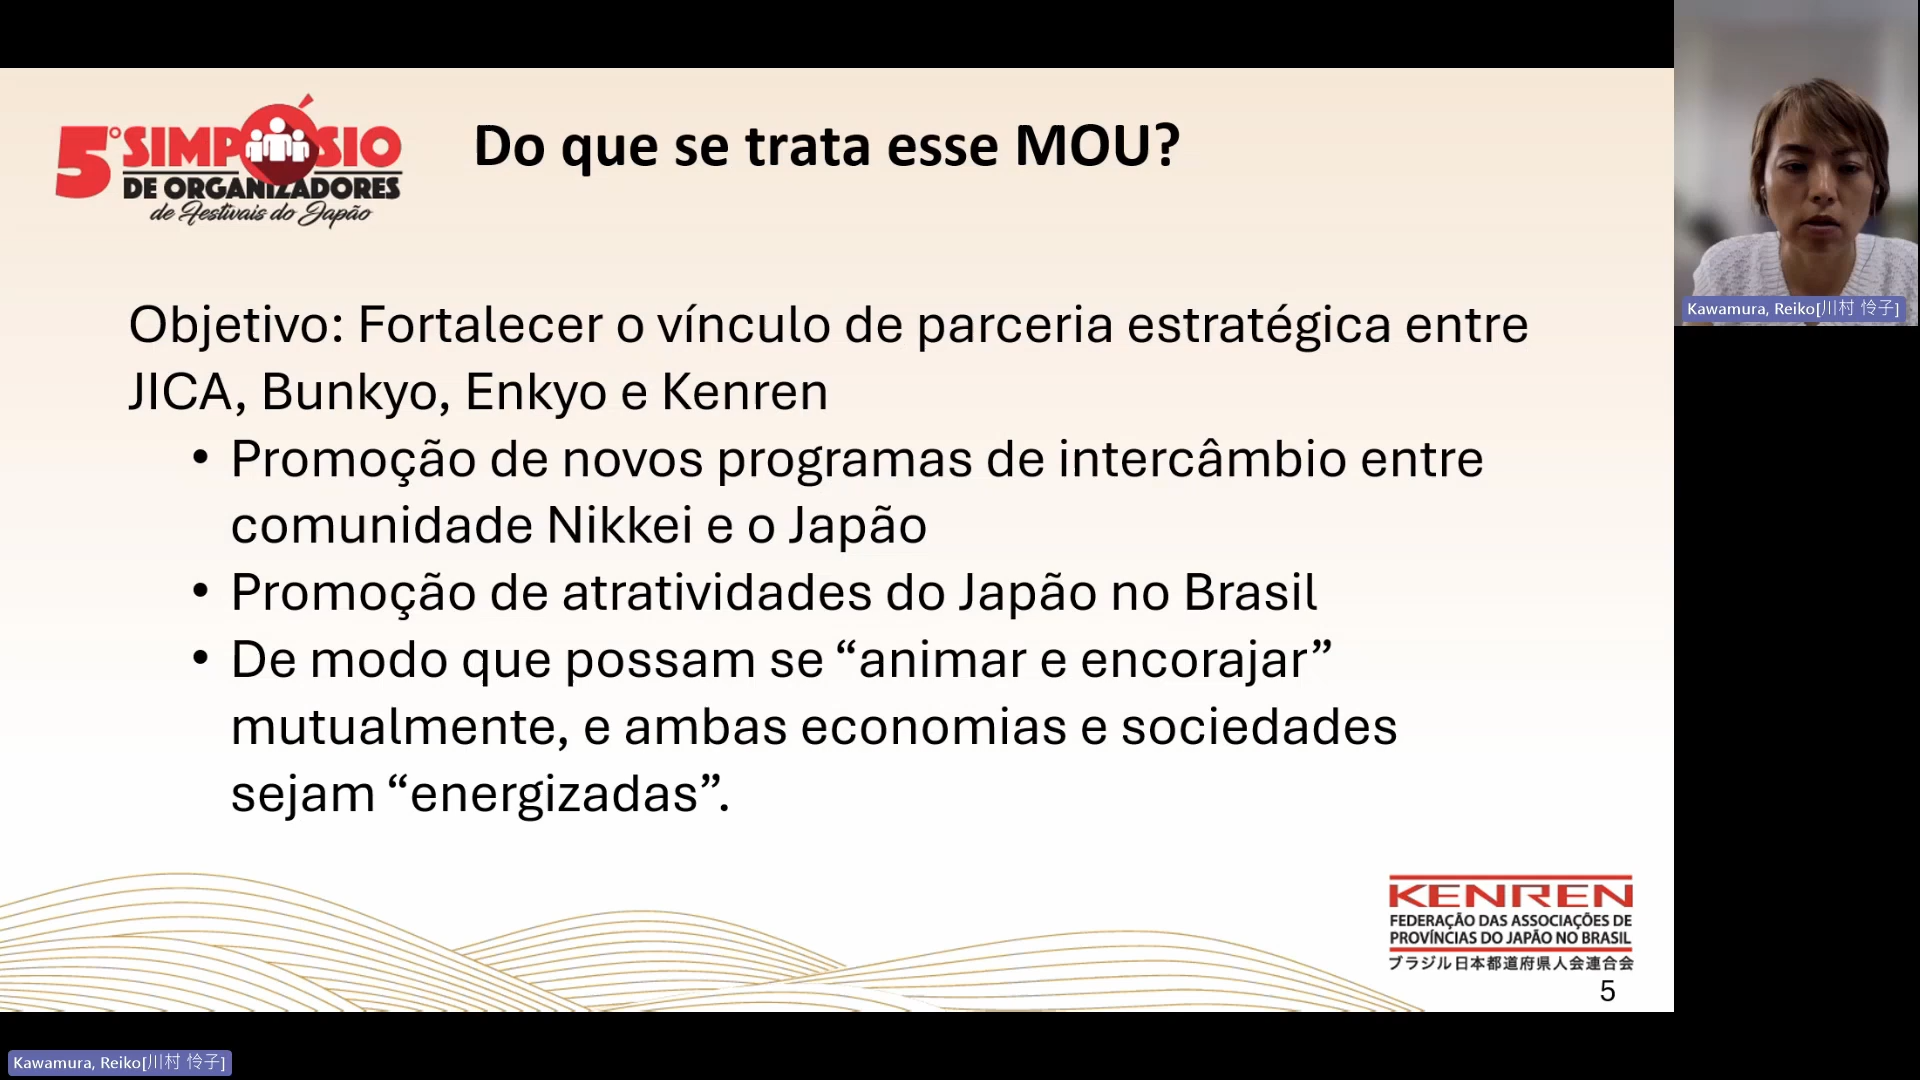 5° SIMPÓSIO
DE ORGANIZADORES
de Festivais do Japão
Do que se trata esse MOU?
Objetivo: Fortalecer o vínculo de parceria estratégica entre
JICA, Bunkyo, Enkyo e Kenren
• Promoção de novos programas de intercâmbio entre
comunidade Nikkei e o Japão
• Promoção de atratividades do Japão no Brasil
• De modo que possam se “animar e encorajar”
mutualmente, e ambas economias e sociedades
sejam “energizadas”.
KENREN
FEDERAÇÃO DAS ASSOCIAÇÕES DE
PROVÍNCIAS DO JAPÃO NO BRASIL
ブラジル日本都道府県人会連合会
5
Kawamura, Reiko[川村 怜子]
Kawamura, Reiko[川村 怜子]